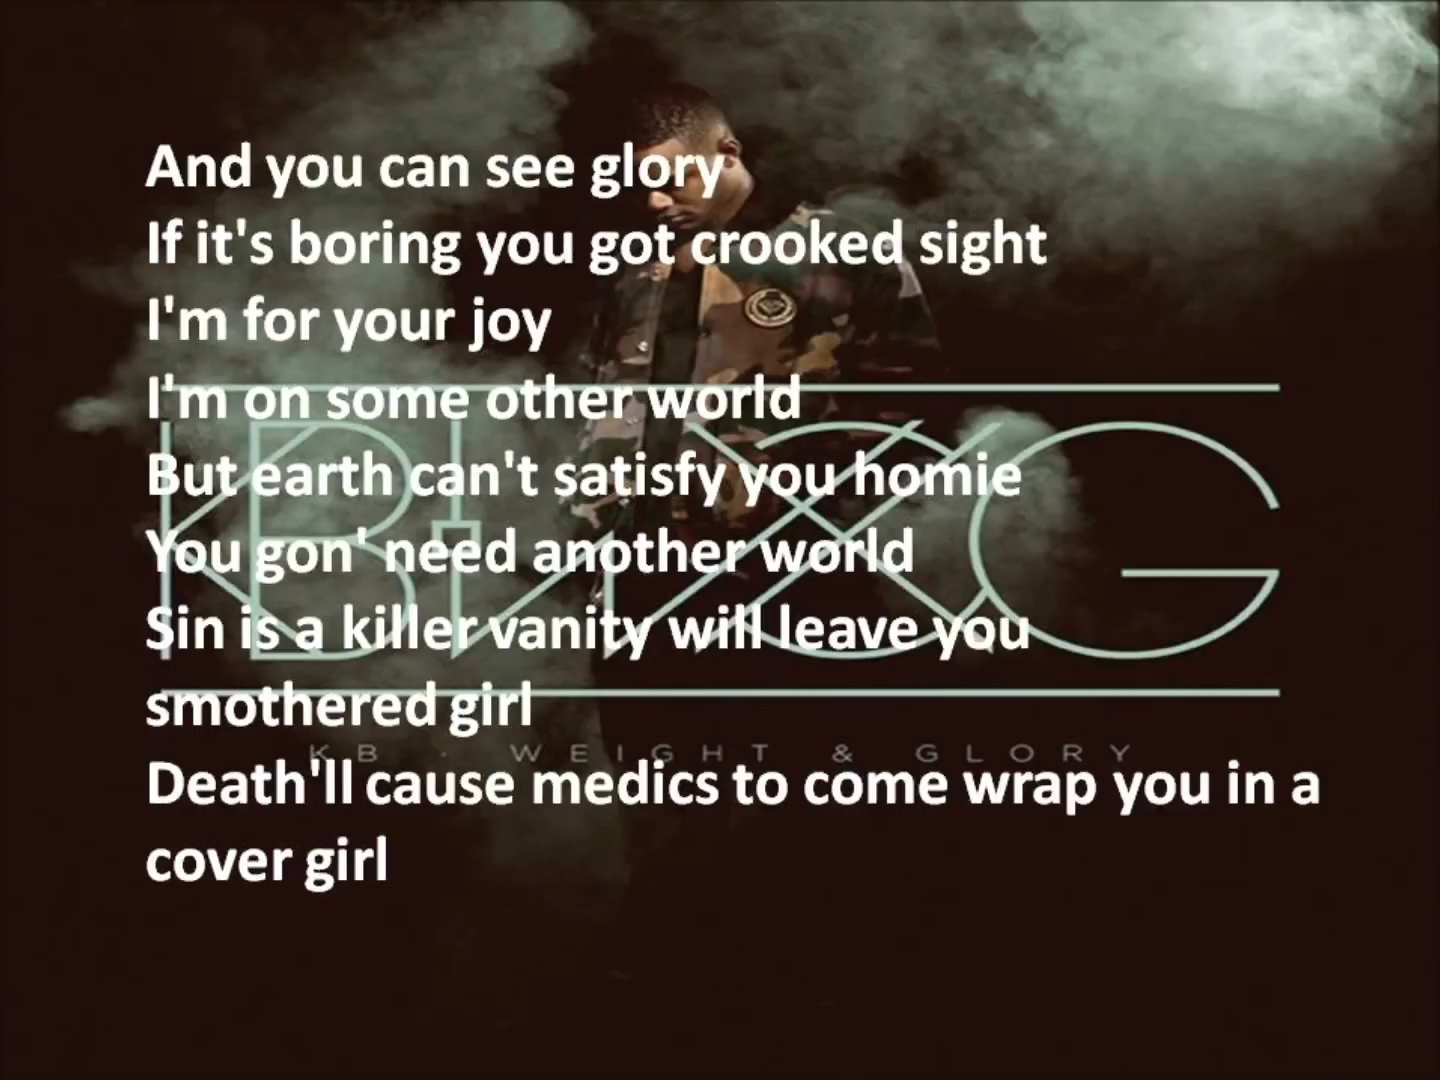 And you can see glory
If it's boring you got crooked sight
I'm for your joy
I'm on some other world
But earth can't satisfy you homie
You gon' need another world
Sin is a killer vanity will leave you
smothered girl
KB · WEIGHT & GLORY
Death'll cause medics to come wrap you in a
cover girl